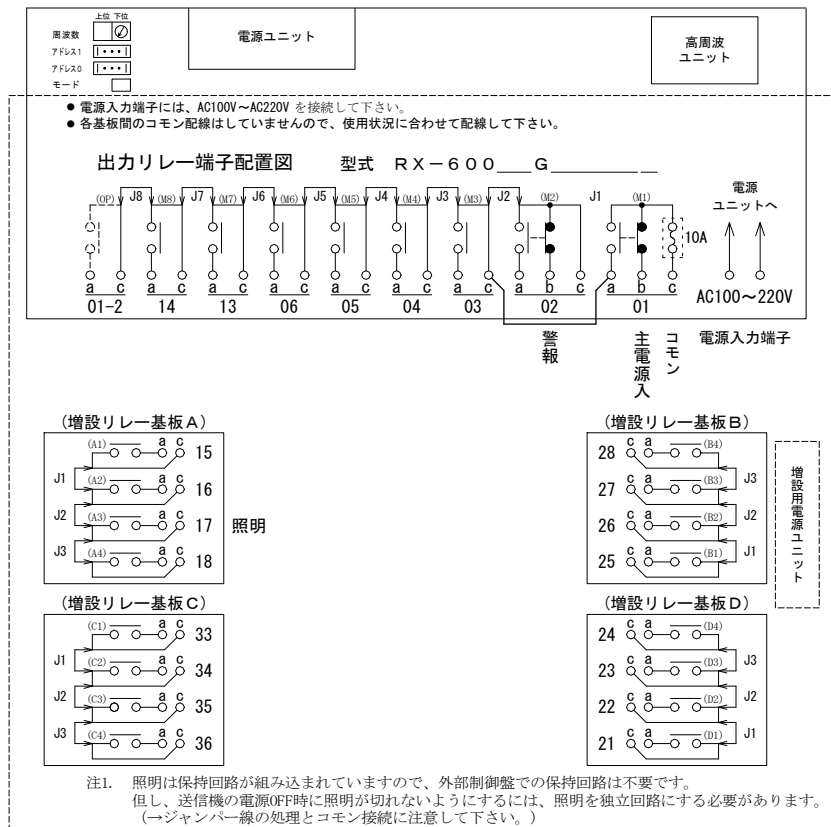 上位 下位
周波数
アドレス1
アドレス0
モード
電源ユニット
高周波
ユニット
● 電源入力端子には、AC100V～AC220V を接続して下さい。
● 各基板間のコモン配線はしていませんので、使用状況に合わせて配線して下さい。
出力リレー端子配置図 型式 RX－600___G_________ __
電源
ユニットへ
(OP) J8 (M8) J7 (M7) J6 (M6) J5 (M5) J4 (M4) J3 (M3) J2 (M2) J1 (M1)
10A
a c a c a c a c a c a c a c a b c a b c
01-2 14 13 06 05 04 03 02 01
AC100～220V
警報
主電源入
コモン
電源入力端子
(増設リレー基板A)
(A1) a c 15
J1
(A2) a c 16
J2
(A3) a c 17 照明
J3
(A4) a c 18
(増設リレー基板B)
28 c a (B4)
J3
27 c a (B3)
J2
26 c a (B2)
J1
25 c a (B1)
増設用電源ユニット
(増設リレー基板C)
(C1) a c 33
J1
(C2) a c 34
J2
(C3) a c 35
J3
(C4) a c 36
(増設リレー基板D)
24 c a (D4)
J3
23 c a (D3)
J2
22 c a (D2)
J1
21 c a (D1)
注1. 照明は保持回路が組み込まれていますので、外部制御盤での保持回路は不要です。
但し、送信機の電源OFF時に照明が切れないようにするには、照明を独立回路にする必要があります。
(→ジャンパー線の処理とコモン接続に注意して下さい。)